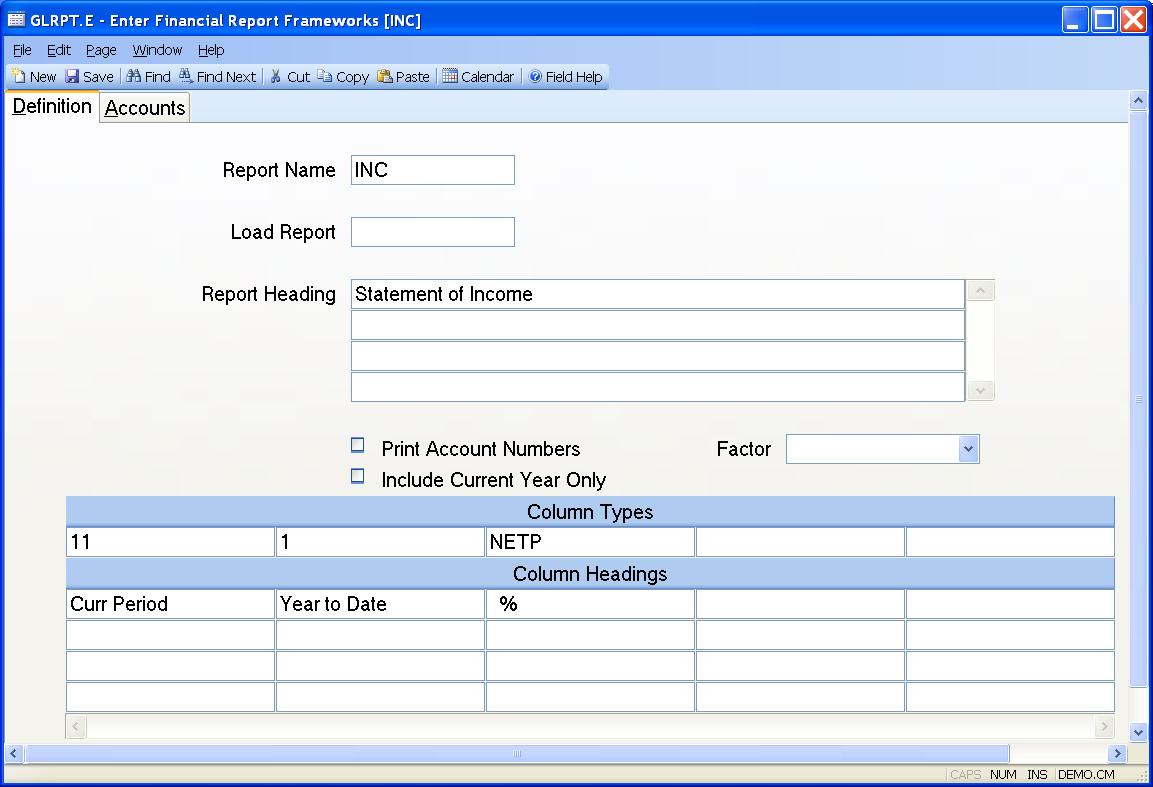 GLRPT.E - Enter Financial Report Frameworks [INC]
File Edit Page Window Help
New Save Find Find Next Cut Copy Paste Calendar Field Help
Definition Accounts
Report Name INC
Load Report
Report Heading Statement of Income
Print Account Numbers Factor
Include Current Year Only
Column Types
11 1 NETP
Column Headings
Curr Period Year to Date %
CAPS NUM INS DEMO.CM